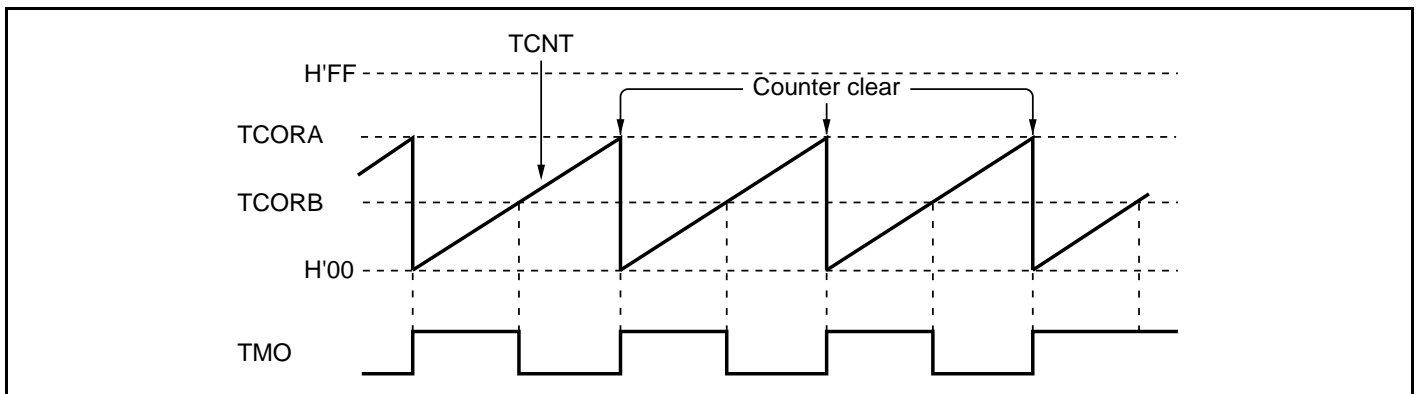 TCNT
H'FF
Counter clear
TCORA
TCORB
H'00
TMO